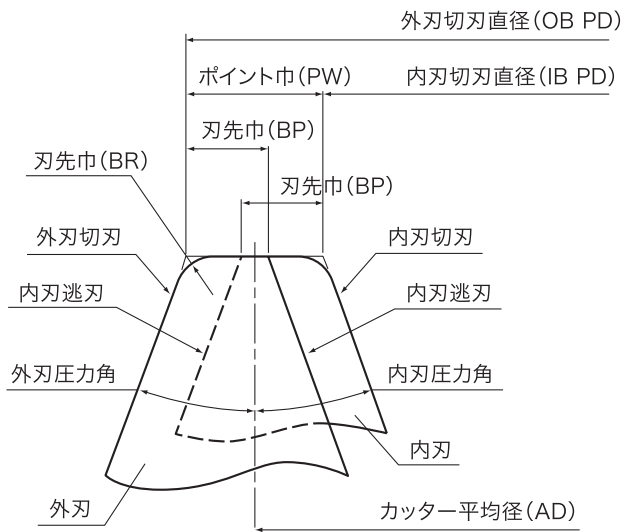 外刃切刃直径(OB PD)
ポイント巾(PW)
内刃切刃直径(IB PD)
刃先巾(BP)
刃先巾(BR)
刃先巾(BP)
外刃切刃
内刃切刃
内刃逃刃
内刃逃刃
外刃圧力角
内刃圧力角
内刃
外刃
カッター平均径(AD)